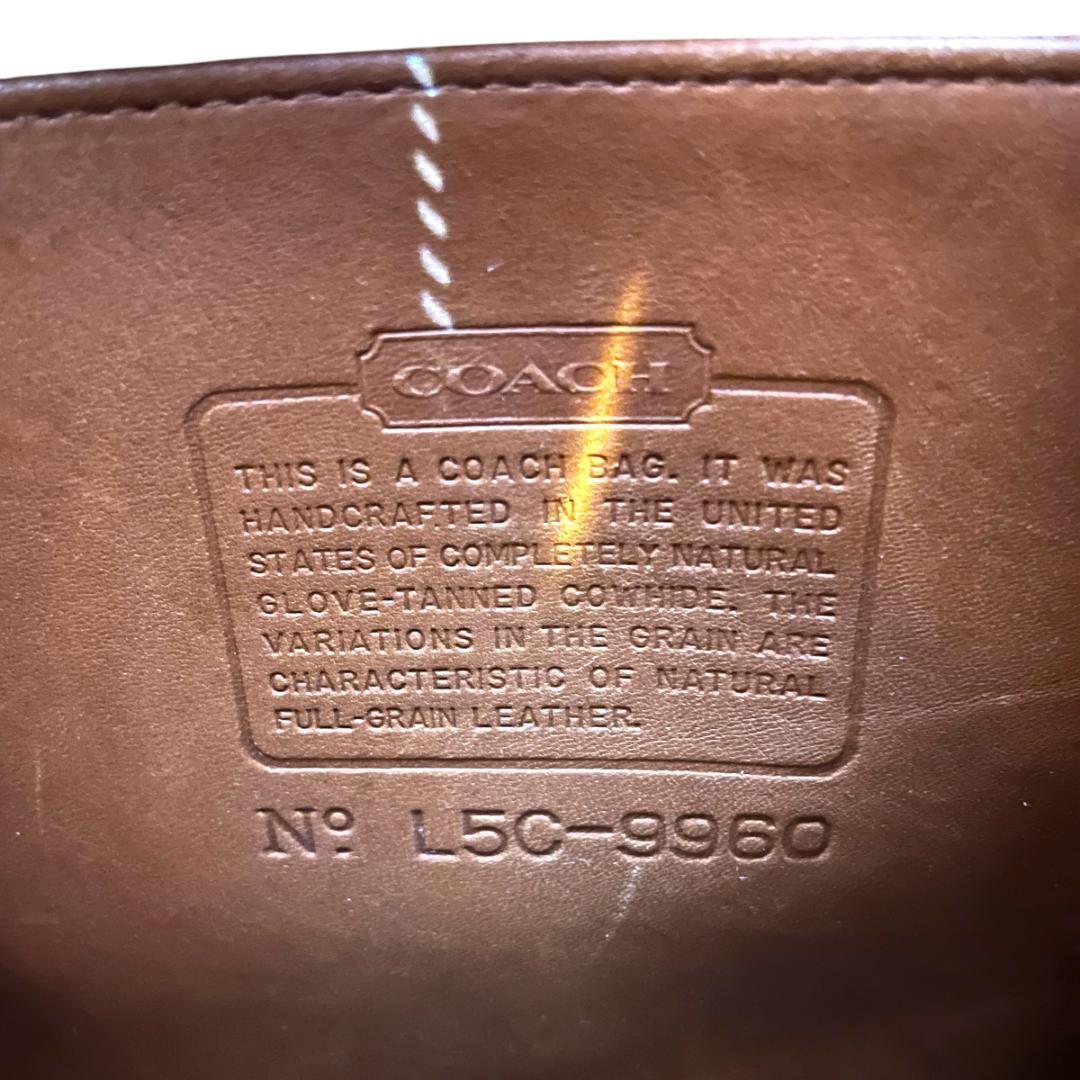 COACH
THIS IS A COACH BAG. IT WAS
HANDCRAFTED IN THE UNITED
STATES OF COMPLETELY NATURAL
GLOVE-TANNED COWHIDE. THE
VARIATIONS IN THE GRAIN ARE
CHARACTERISTIC OF NATURAL
FULL-GRAIN LEATHER.
Nº L5C-9960